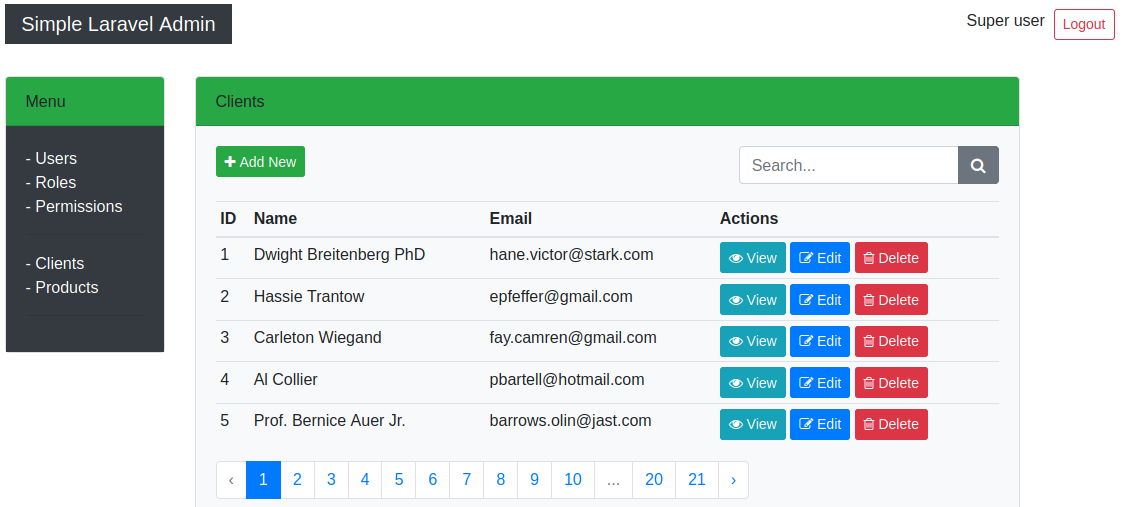 Simple Laravel Admin
Super user Logout
Menu
- Users
- Roles
- Permissions
- Clients
- Products
Clients
Add New
Search...
ID Name Email Actions
1 Dwight Breitenberg PhD hane.victor@stark.com View Edit Delete
2 Hassie Trantow epfeffer@gmail.com View Edit Delete
3 Carleton Wiegand fay.camren@gmail.com View Edit Delete
4 Al Collier pbartell@hotmail.com View Edit Delete
5 Prof. Bernice Auer Jr. barrows.olin@jast.com View Edit Delete
‹ 1 2 3 4 5 6 7 8 9 10 ... 20 21 ›